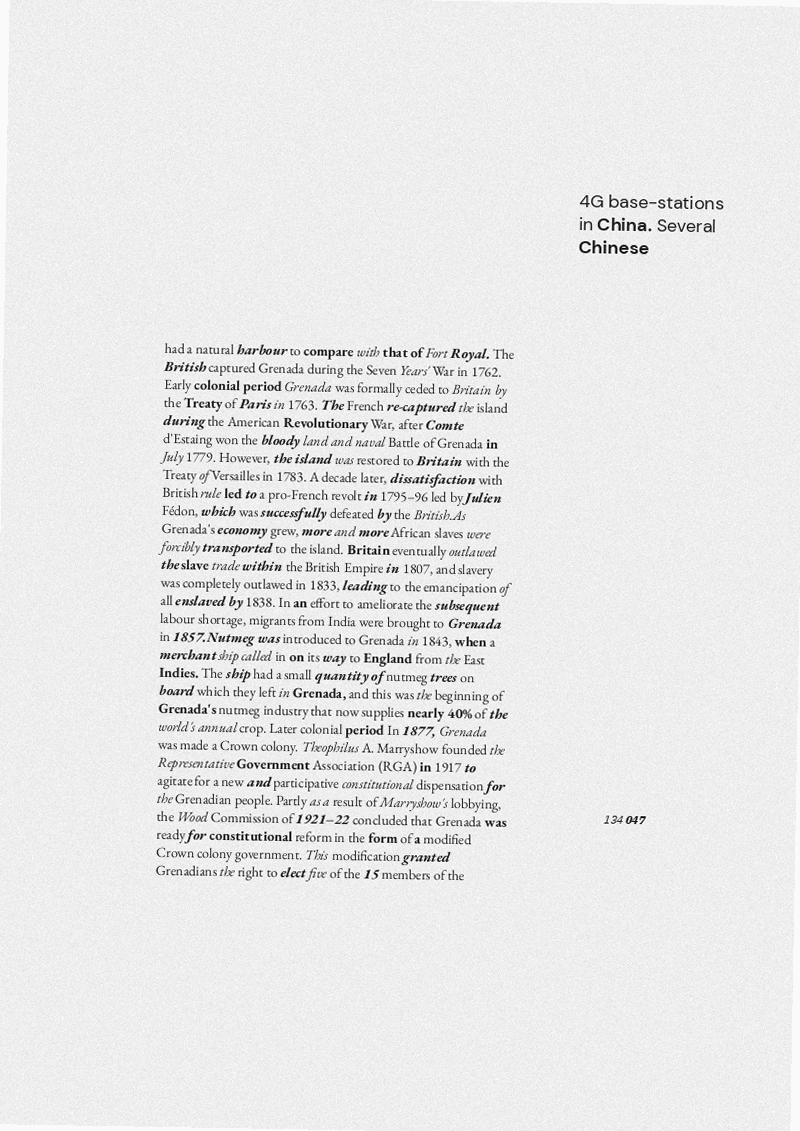 4G base-stations
in China. Several
Chinese
had a natural harbour to compare with that of Fort Royal. The
British captured Grenada during the Seven Years' War in 1762.
Early colonial period Grenada was formally ceded to Britain by
the Treaty of Paris in 1763. The French re-captured the island
during the American Revolutionary War, after Comte
d'Estaing won the bloody land and naval Battle of Grenada in
July 1779. However, the island was restored to Britain with the
Treaty of Versailles in 1783. A decade later, dissatisfaction with
British rule led to a pro-French revolt in 1795–96 led by Julien
Fédon, which was successfully defeated by the British.As
Grenada's economy grew, more and more African slaves were
forcibly transported to the island. Britain eventually outlawed
the slave trade within the British Empire in 1807, and slavery
was completely outlawed in 1833, leading to the emancipation of
all enslaved by 1838. In an effort to ameliorate the subsequent
labour shortage, migrants from India were brought to Grenada
in 1857.Nutmeg was introduced to Grenada in 1843, when a
merchant ship called in on its way to England from the East
Indies. The ship had a small quantity of nutmeg trees on
board which they left in Grenada, and this was the beginning of
Grenada's nutmeg industry that now supplies nearly 40% of the
world's annual crop. Later colonial period In 1877, Grenada
was made a Crown colony. Theophilus A. Marryshow founded the
Representative Government Association (RGA) in 1917 to
agitate for a new and participative constitutional dispensation for
the Grenadian people. Partly as a result of Marryshow's lobbying,
the Wood Commission of 1921–22 concluded that Grenada was
ready for constitutional reform in the form of a modified
Crown colony government. This modification granted
Grenadians the right to elect five of the 15 members of the
134 047